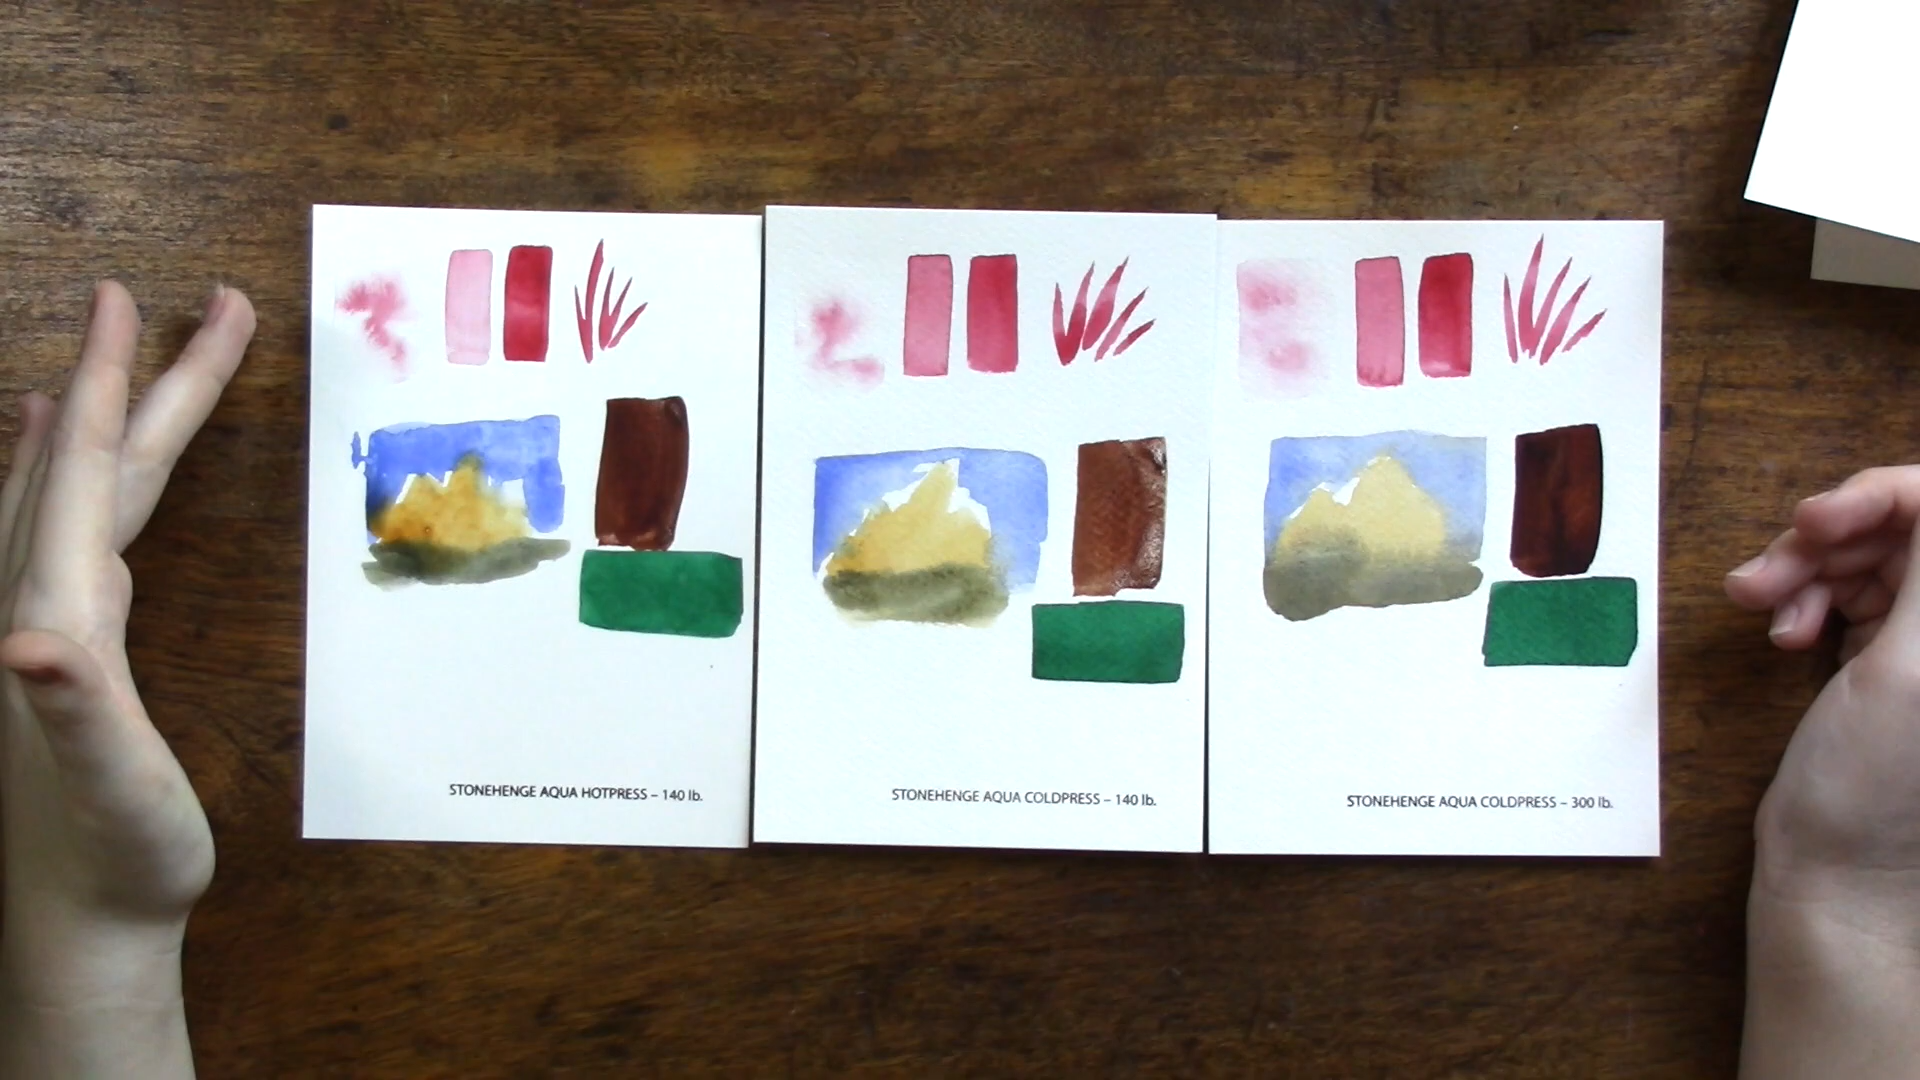 STONEHENGE AQUA HOTPRESS – 140 lb.
STONEHENGE AQUA COLDPRESS – 140 lb.
STONEHENGE AQUA COLDPRESS – 300 lb.